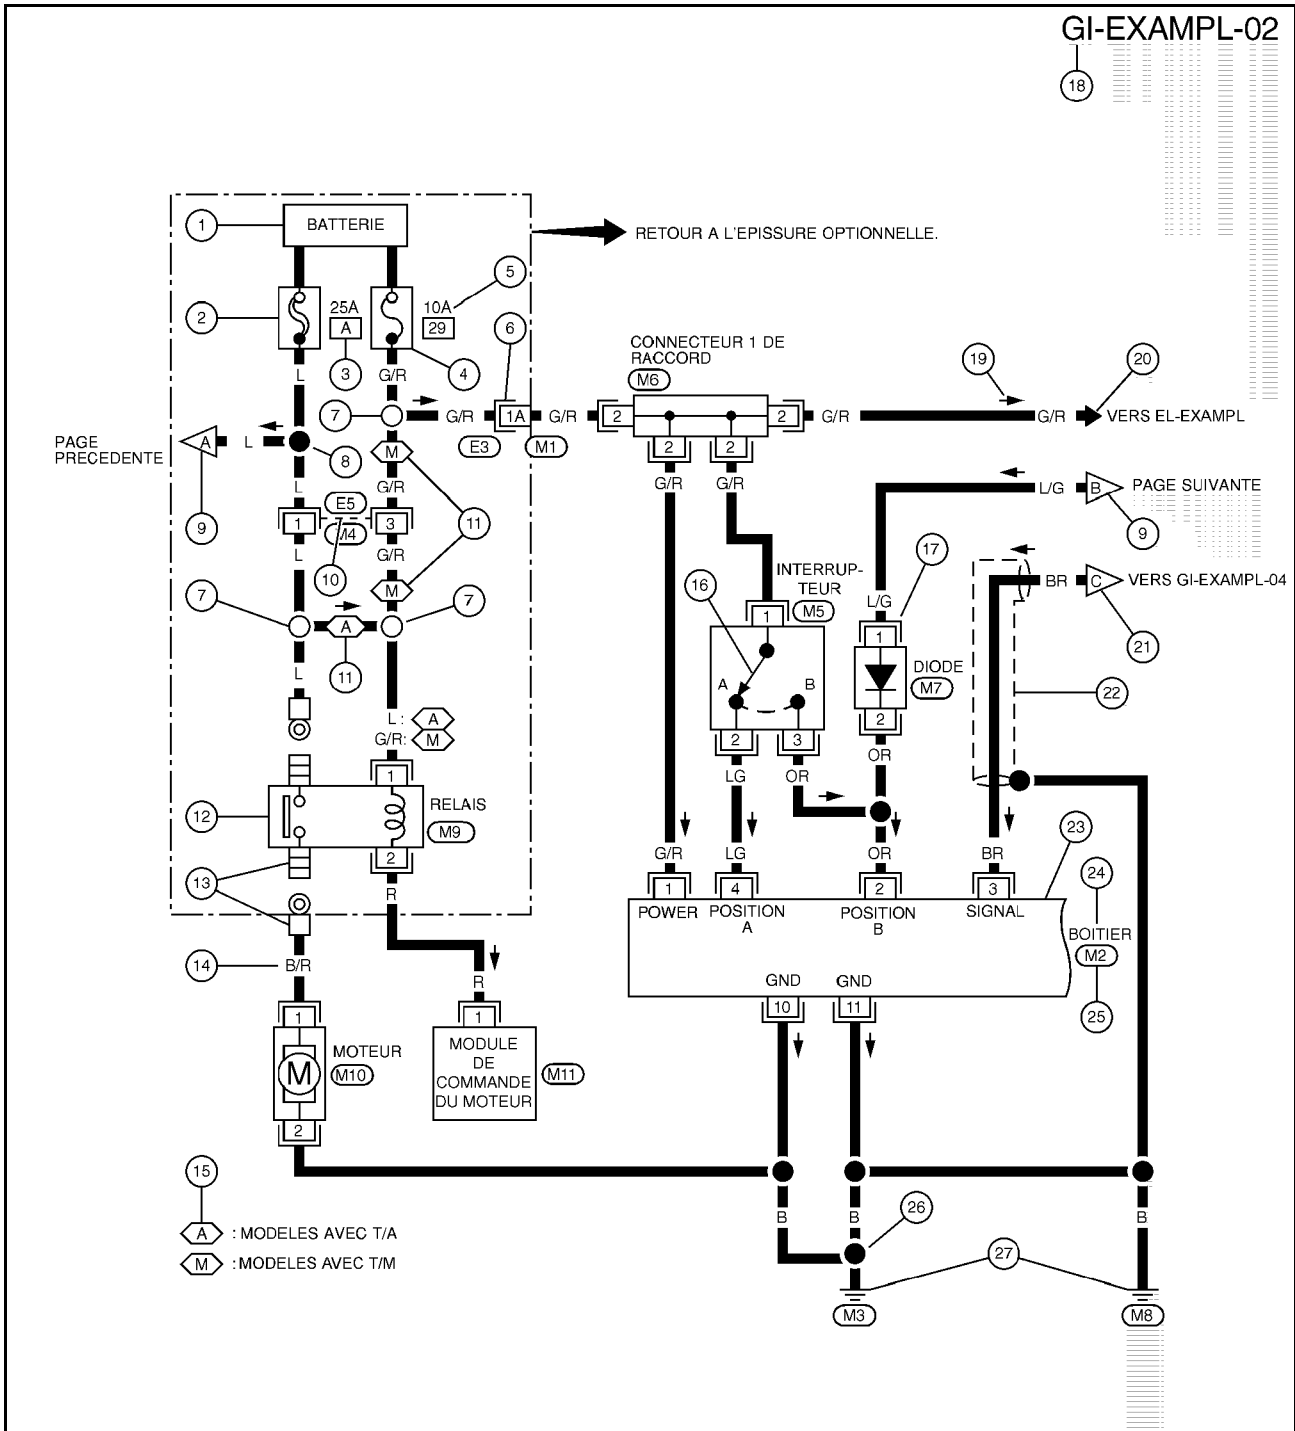 GI-EXAMPL-02
18
1
BATTERIE
RETOUR A L'EPISSURE OPTIONNELLE.
5
2
25A
A
10A
29
6
3
4
CONNECTEUR 1 DE
RACCORD
M6
19
20
L
G/R
7
G/R
1A
G/R
2
2
G/R
G/R
VERS EL-EXAMPL
E3
M1
2
2
PAGE
PRECEDENTE
A
L
8
M
G/R
G/R
L/G
B
PAGE SUIVANTE
L
G/R
9
E5
M4
1
3
11
9
L
G/R
10
17
BR
C
VERS GI-EXAMPL-04
INTERRUP-
TEUR
M5
16
M
7
7
A
L/G
1
1
21
11
L
A
B
DIODE
M7
22
L :
A
G/R:
M
2
3
2
LG
OR
OR
1
12
RELAIS
M9
23
2
G/R
LG
OR
BR
13
R
1
4
2
3
24
POWER
POSITION
A
POSITION
B
SIGNAL
BOITIER
M2
14
B/R
R
GND
GND
10
11
25
1
1
MOTEUR
M10
M
MODULE
DE
COMMANDE
DU MOTEUR
M11
2
15
A
: MODELES AVEC T/A
M
: MODELES AVEC T/M
B
B
B
26
27
M3
M8